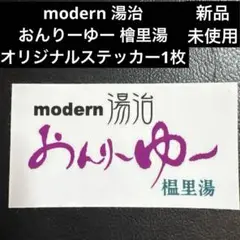 modern 湯治　　新品
おんりーゆー 檜里湯　未使用
オリジナルステッカー1枚
modern 湯治
おんりーゆー
榲里湯